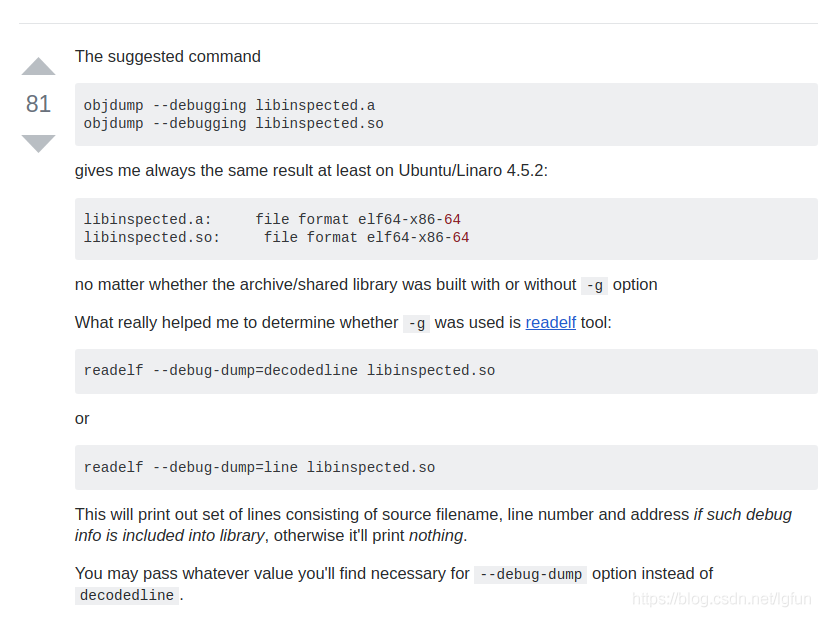 The suggested command
81
objdump --debugging libinspected.a
objdump --debugging libinspected.so
gives me always the same result at least on Ubuntu/Linaro 4.5.2:
libinspected.a:     file format elf64-x86-64
libinspected.so:     file format elf64-x86-64
no matter whether the archive/shared library was built with or without -g option
What really helped me to determine whether -g was used is readelf tool:
readelf --debug-dump=decodedline libinspected.so
or
readelf --debug-dump=line libinspected.so
This will print out set of lines consisting of source filename, line number and address if such debug
info is included into library, otherwise it'll print nothing.
You may pass whatever value you'll find necessary for --debug-dump option instead of
decodedline.
https://blog.csdn.net/lgfun